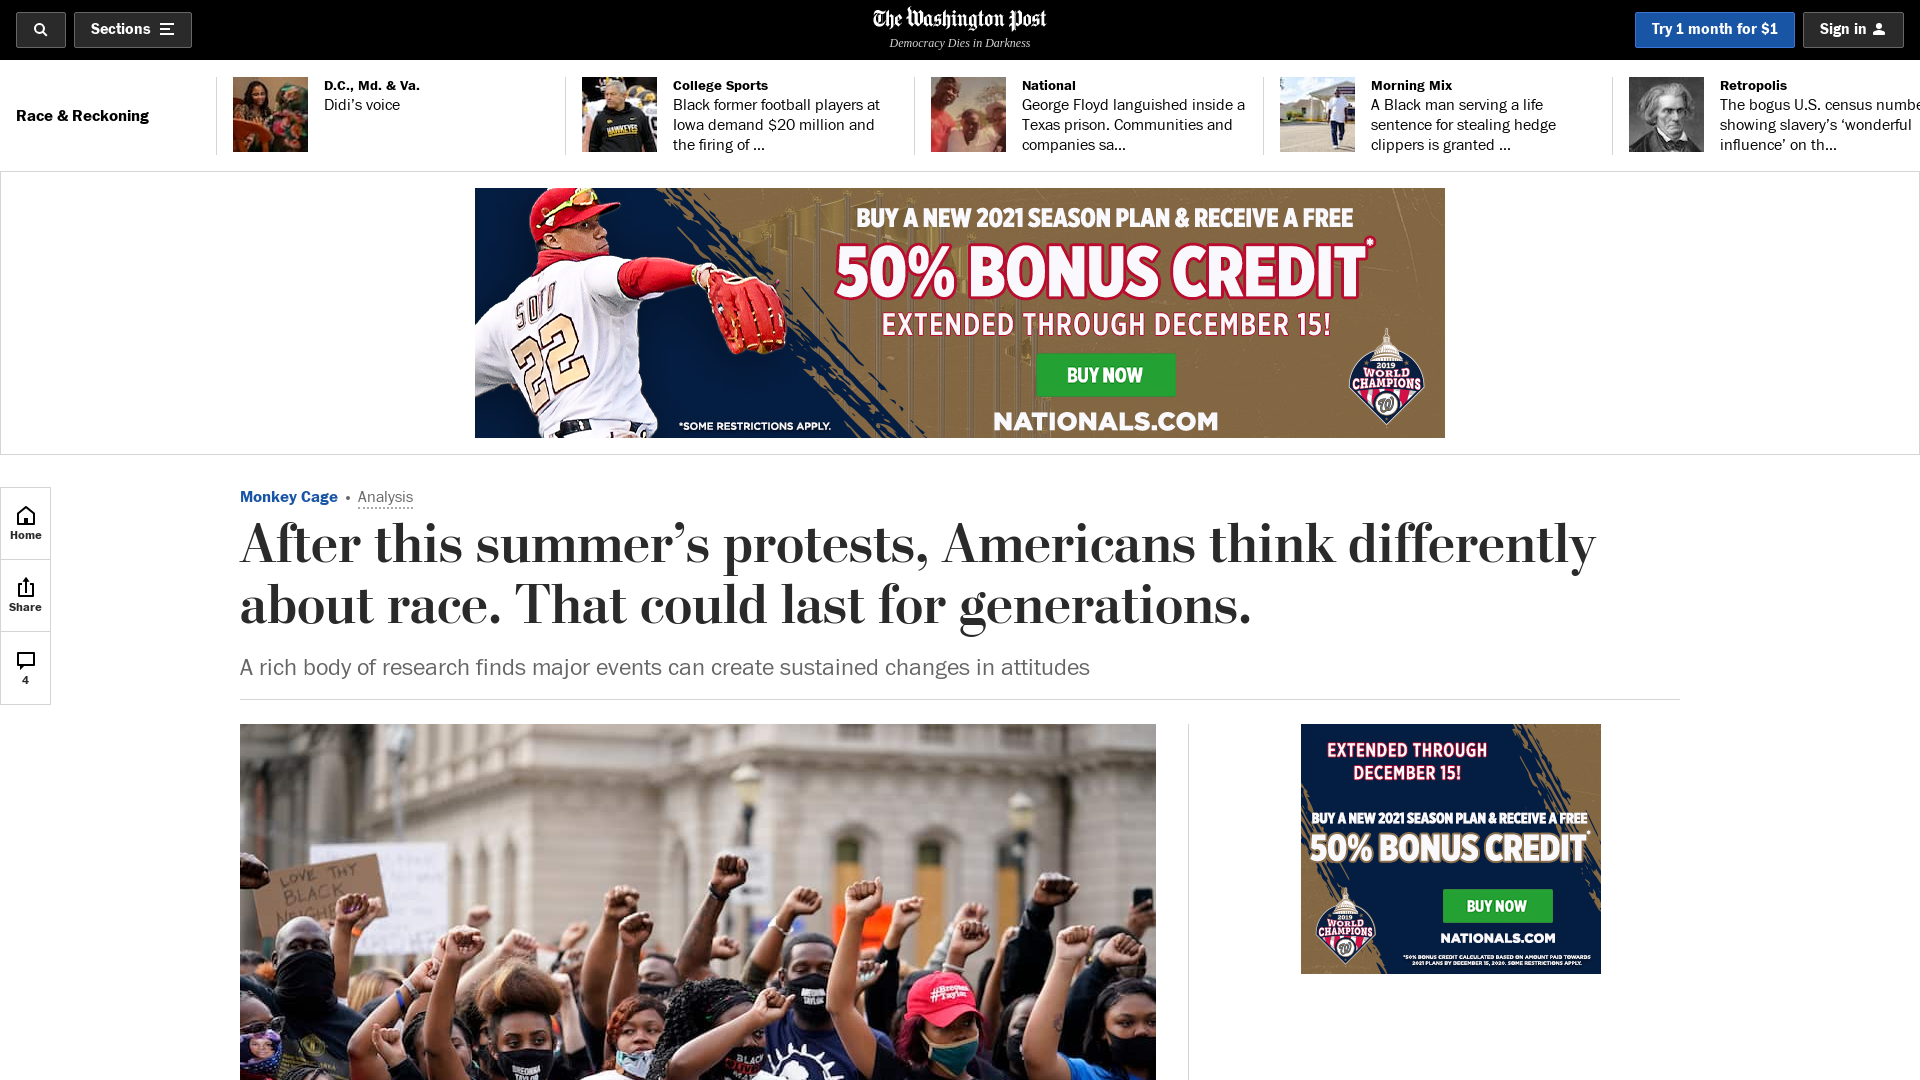 Sections
The Washington Post
Democracy Dies in Darkness
Try 1 month for $1
Sign in
Race & Reckoning
D.C., Md. & Va.
Didi’s voice
College Sports
Black former football players at
Iowa demand $20 million and
the firing of ...
HAWKEYES
National
George Floyd languished inside a
Texas prison. Communities and
companies sa...
Morning Mix
A Black man serving a life
sentence for stealing hedge
clippers is granted ...
Retropolis
The bogus U.S. census numbe
showing slavery’s ‘wonderful
influence’ on th...
BUY A NEW 2021 SEASON PLAN & RECEIVE A FREE
50% BONUS CREDIT*
EXTENDED THROUGH DECEMBER 15!
BUY NOW
NATIONALS.COM
*SOME RESTRICTIONS APPLY.
22
2019
WORLD
CHAMPIONS
W
Home
Share
4
Monkey Cage • Analysis
After this summer’s protests, Americans think differently
about race. That could last for generations.
A rich body of research finds major events can create sustained changes in attitudes
LOVE THY
BLACK
NEIGHB
BREONNA
TAYLOR
#Breonna
Taylor
BLACK
BREONNA
TAYLOR
EXTENDED THROUGH
DECEMBER 15!
BUY A NEW 2021 SEASON PLAN & RECEIVE A FREE
50% BONUS CREDIT*
BUY NOW
NATIONALS.COM
2019
WORLD
CHAMPIONS
W
*50% BONUS CREDIT CALCULATED BASED ON AMOUNT PAID TOWARDS
2021 PLANS BY DECEMBER 15, 2020. SOME RESTRICTIONS APPLY.